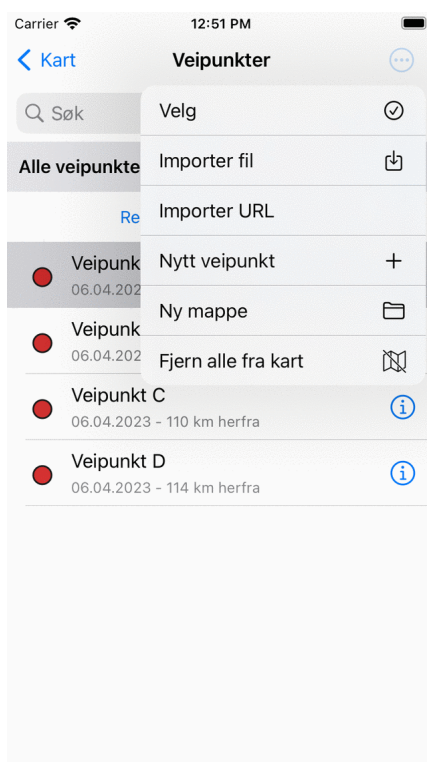 Carrier 12:51 PM
Kart Veipunkter
Søk
Velg
Importer fil
Alle veipunkte
Importer URL
Re
Nytt veipunkt
Veipunk
06.04.202
Ny mappe
Veipunk
06.04.202
Fjern alle fra kart
Veipunkt C
06.04.2023 - 110 km herfra
Veipunkt D
06.04.2023 - 114 km herfra